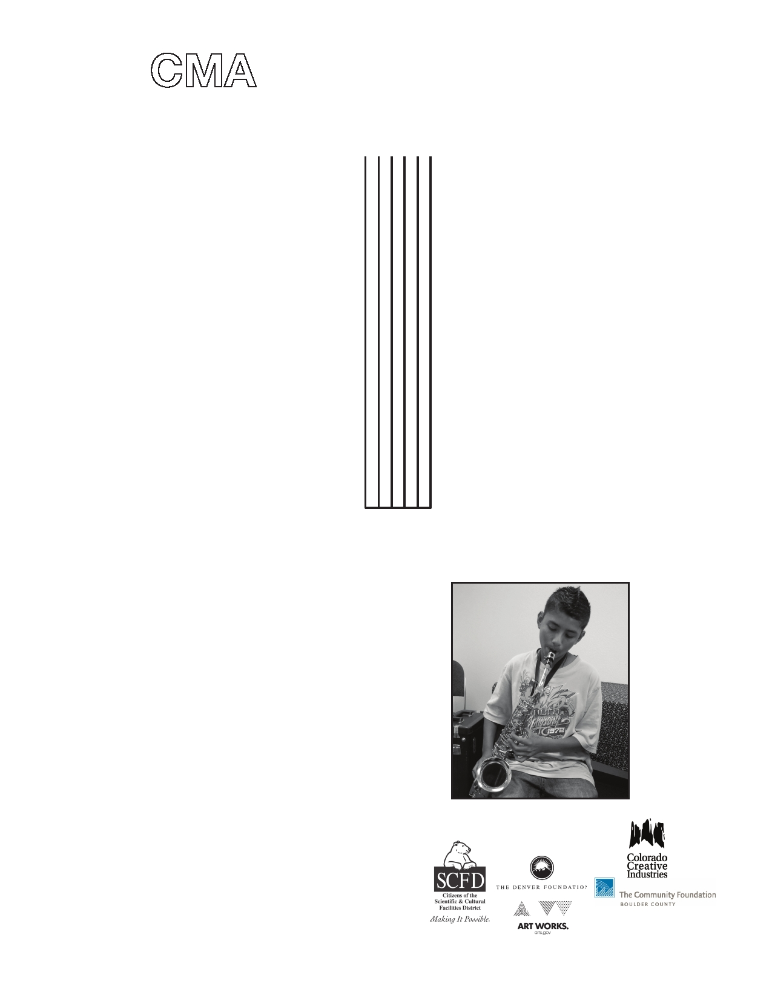 CMA
1972
Colorado
Creative
Industries
SCFD
Citizens of the
Scientific & Cultural
Facilities District
Making It Possible.
THE DENVER FOUNDATIO
The Community Foundation
BOULDER COUNTY
ART WORKS.
arts.gov